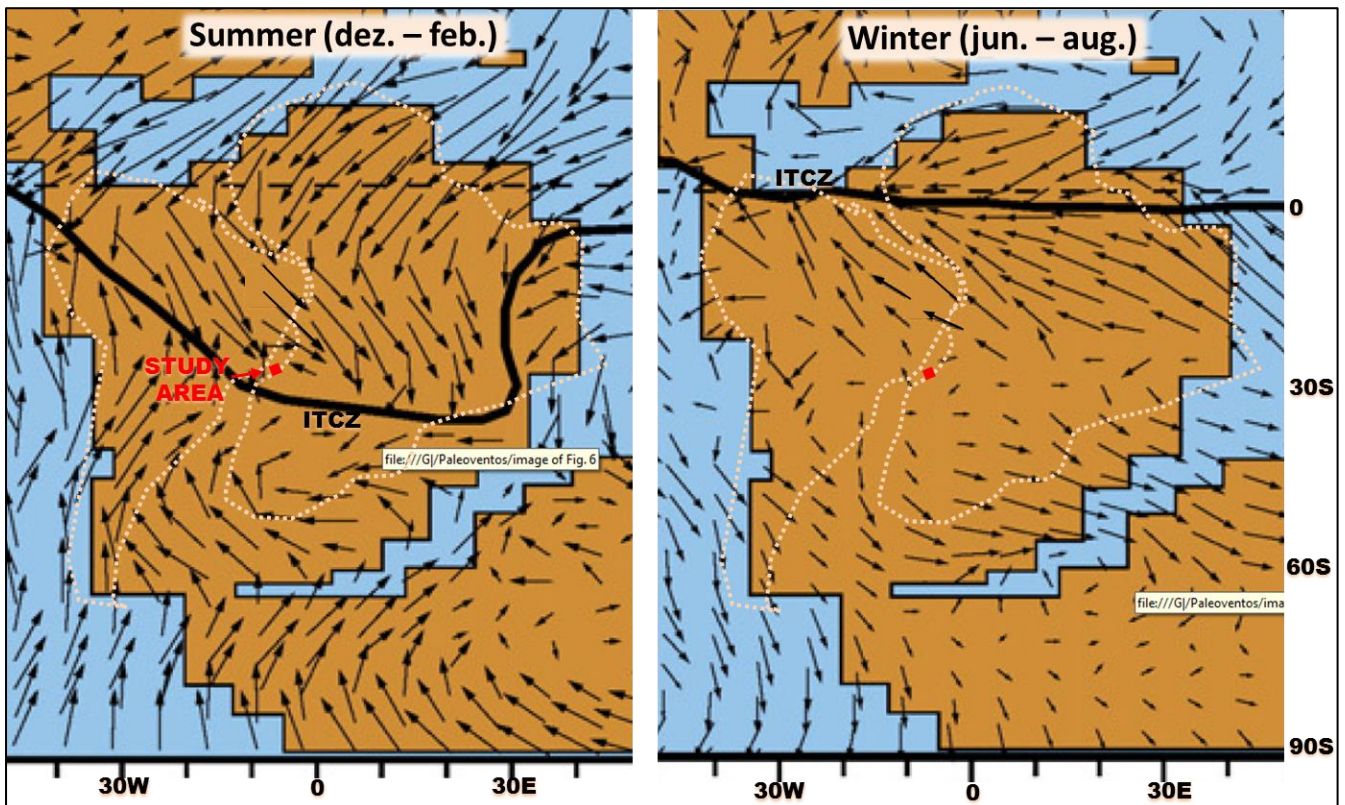 Summer (dez. – feb.)
Winter (jun. – aug.)
ITCZ
0
STUDY
AREA
30S
ITCZ
file:///G|/Paleoventos/image of Fig. 6
60S
file:///G|/Paleoventos/ima
90S
30W
0
30E
30W
0
30E